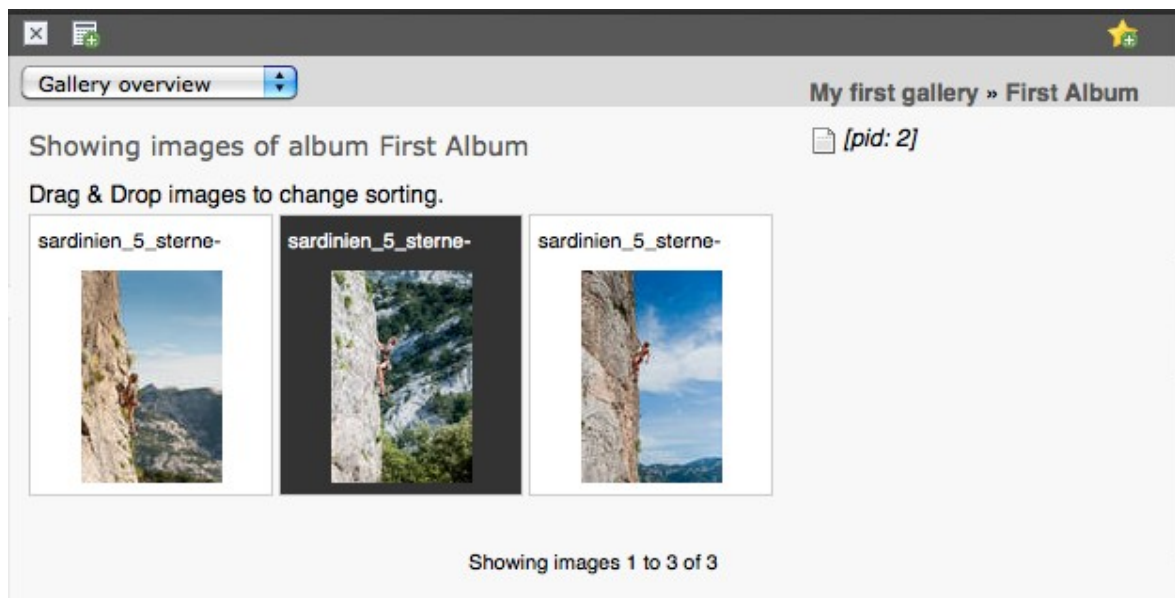 Gallery overview
My first gallery » First Album
[pid: 2]
Showing images of album First Album
Drag & Drop images to change sorting.
sardinien_5_sterne-
sardinien_5_sterne-
sardinien_5_sterne-
Showing images 1 to 3 of 3